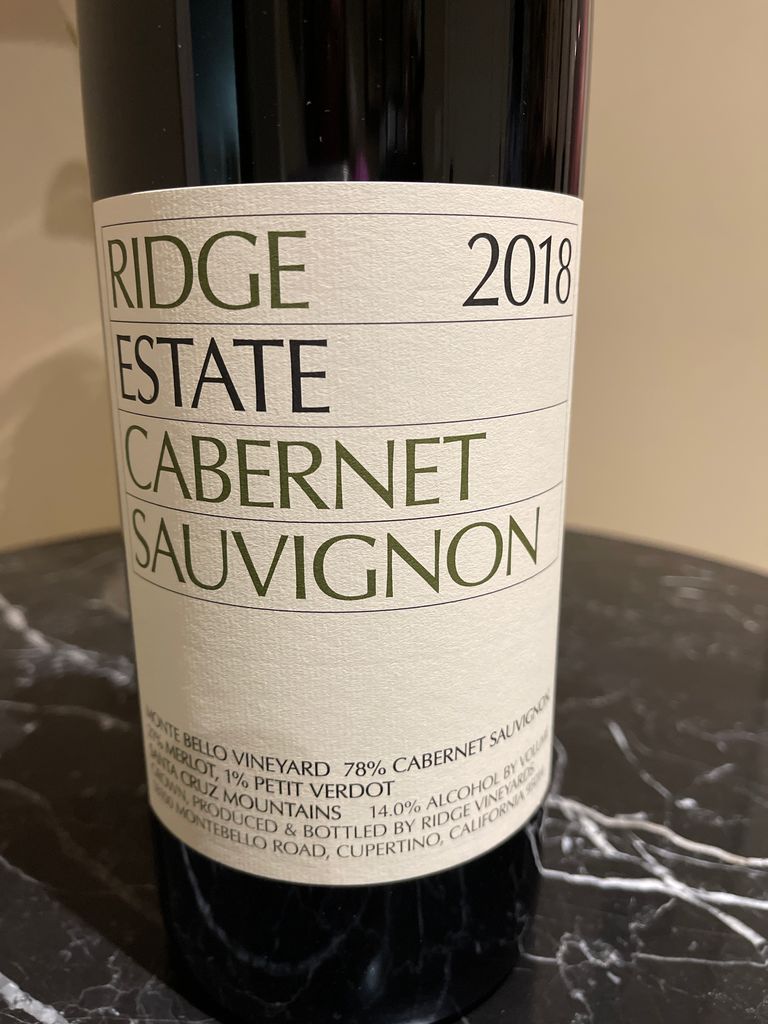 RIDGE 2018
ESTATE
CABERNET
SAUVIGNON
MONTE BELLO VINEYARD 78% CABERNET SAUVIGNON
21% MERLOT, 1% PETIT VERDOT
SANTA CRUZ MOUNTAINS 14.0% ALCOHOL BY VOLUME
GROWN, PRODUCED & BOTTLED BY RIDGE VINEYARDS
MONTEBELLO ROAD, CUPERTINO, CALIFORNIA